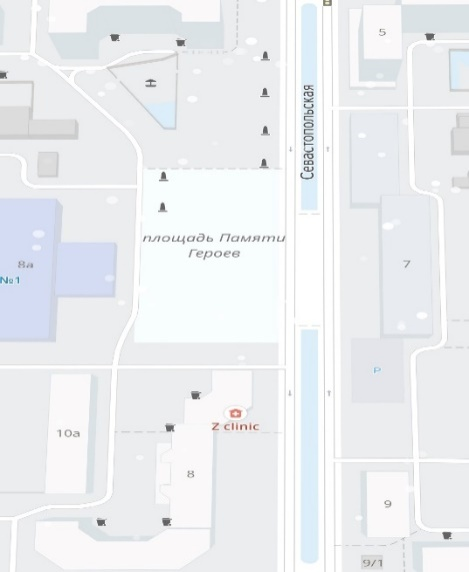 5
Севастопольская
площадь Памяти
Героев
8а
№1
7
P
Z clinic
10а
8
9
9/1